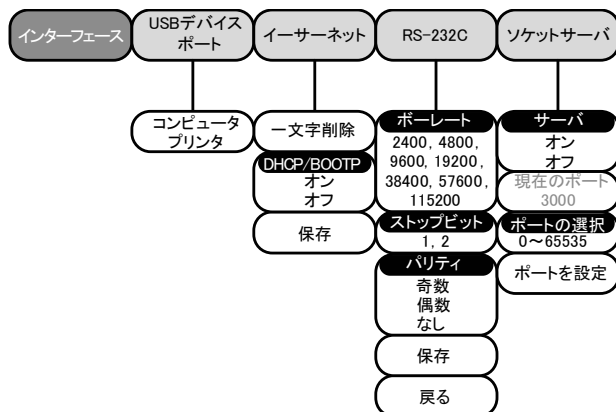 インターフェース
USBデバイス
ポート
イーサーネット
RS-232C
ソケットサーバ
コンピュータ
プリンタ
一文字削除
DHCP/BOOTP
オン
オフ
保存
ボーレート
2400, 4800,
9600, 19200,
38400, 57600,
115200
ストップビット
1, 2
パリティ
奇数
偶数
なし
保存
戻る
サーバ
オン
オフ
現在のポート
3000
ポートの選択
0～65535
ポートを設定